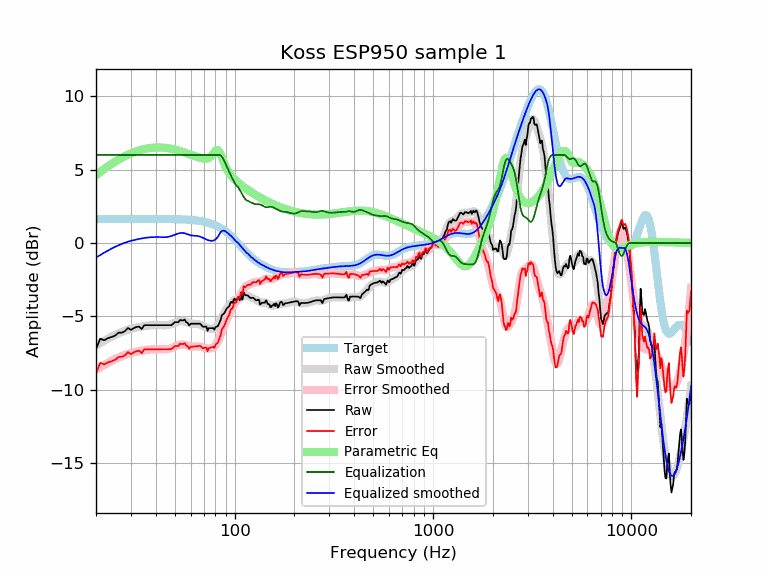 Koss ESP950 sample 1
10
5
0
−5
−10
−15
Amplitude (dBr)
Target
Raw Smoothed
Error Smoothed
Raw
Error
Parametric Eq
Equalization
Equalized smoothed
100
1000
10000
Frequency (Hz)